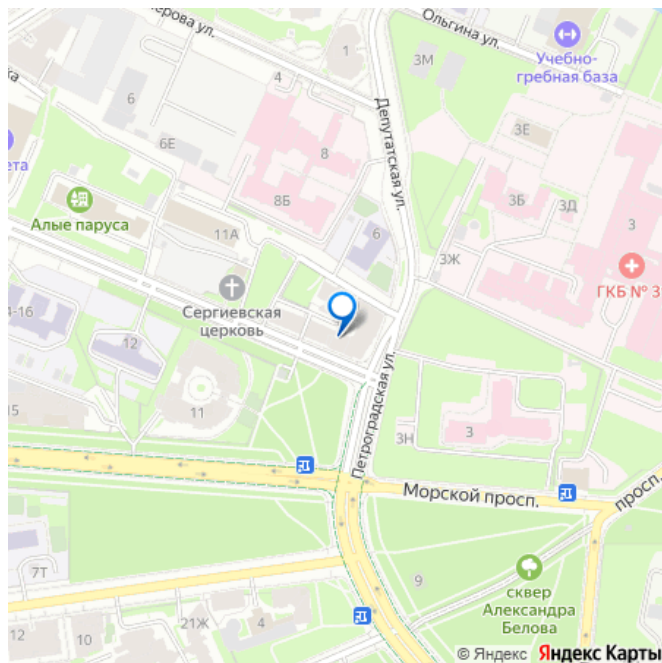 Ольгина ул.
1
3М
Учебно-
гребная база
4
6
Депутатская ул.
3Е
6Е
8
3Б
3Д
8Б
3
Алые паруса
11А
6
3Ж
ГКБ № 3
Сергиевская
церковь
12
11
15
Петроградская ул.
3Н
3
Морской просп.
просп.
7Т
9
сквер
Александра
Белова
21Ж
4
12
10
© Яндекс Яндекс Карты